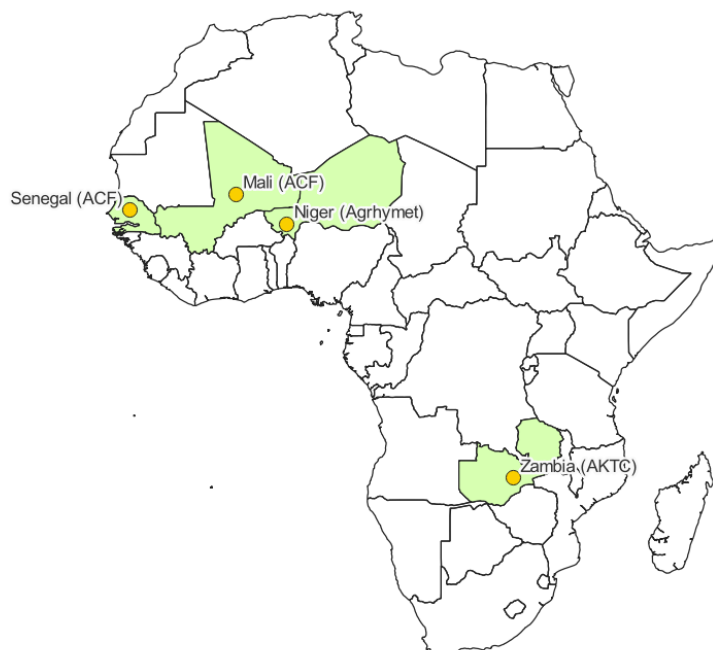 Mali (ACF)
Senegal (ACF)
Niger (Agrhymet)
Zambia (AKTC)